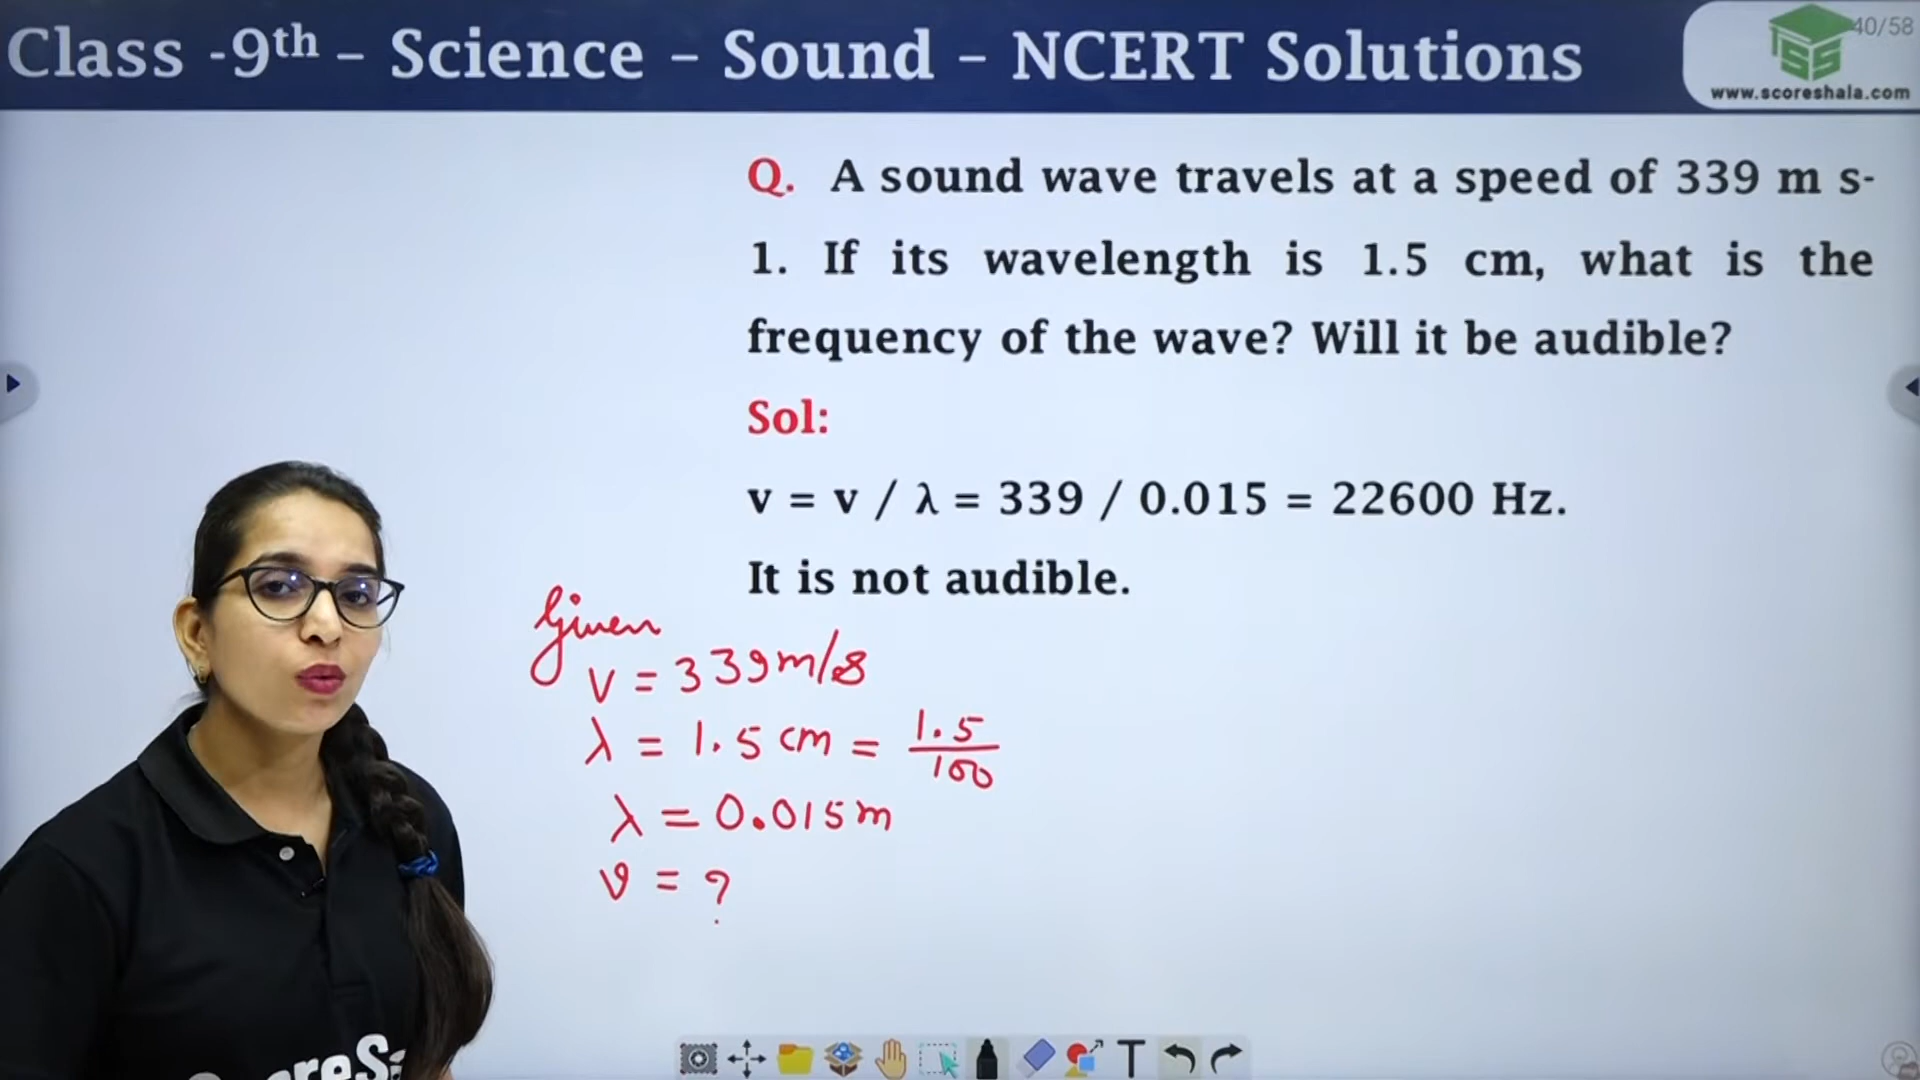 Class -9th – Science – Sound – NCERT Solutions
40/58
www.scoreshala.com
Q. A sound wave travels at a speed of 339 m s-
1. If its wavelength is 1.5 cm, what is the
frequency of the wave? Will it be audible?
Sol:
v = v / λ = 339 / 0.015 = 22600 Hz.
It is not audible.
Given
v = 339m/s
λ = 1.5 cm = 1.5/100
λ = 0.015m
ν = ?
T